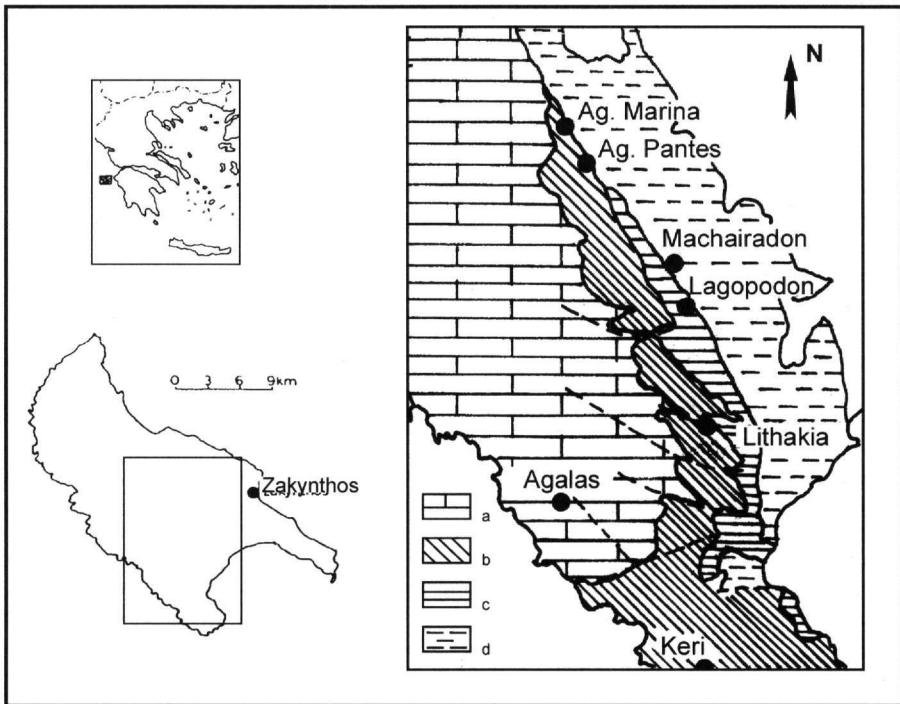 0 3 6 9km
Zakynthos
N
Ag. Marina
Ag. Pantes
Machairadon
Lagopodon
Lithakia
Agalas
a
b
c
d
Keri